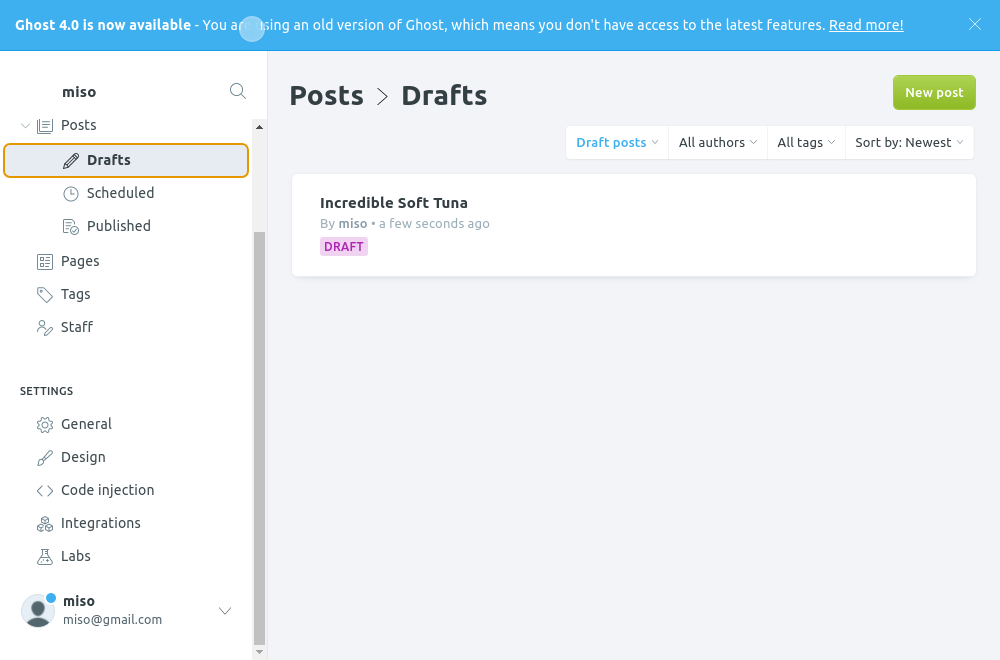 Ghost 4.0 is now available - You are using an old version of Ghost, which means you don't have access to the latest features. Read more!
miso
Posts
Drafts
Scheduled
Published
Pages
Tags
Staff
SETTINGS
General
Design
Code injection
Integrations
Labs
miso
miso@gmail.com
Posts > Drafts
New post
Draft posts All authors All tags Sort by: Newest
Incredible Soft Tuna
By miso • a few seconds ago
DRAFT